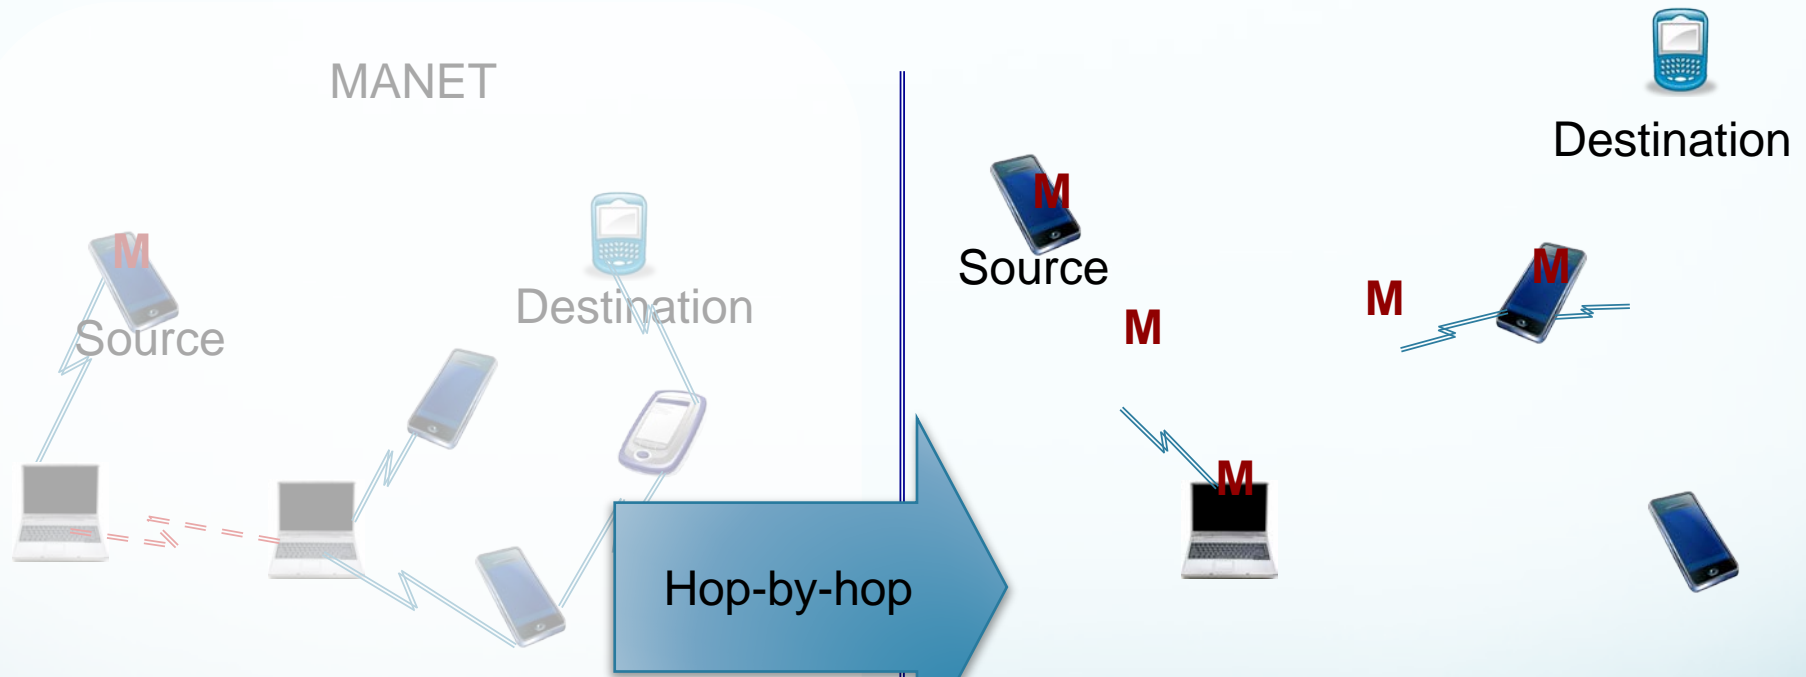 MANET
M
Source
Destination
Hop-by-hop
Destination
M
Source
M
M
M
M